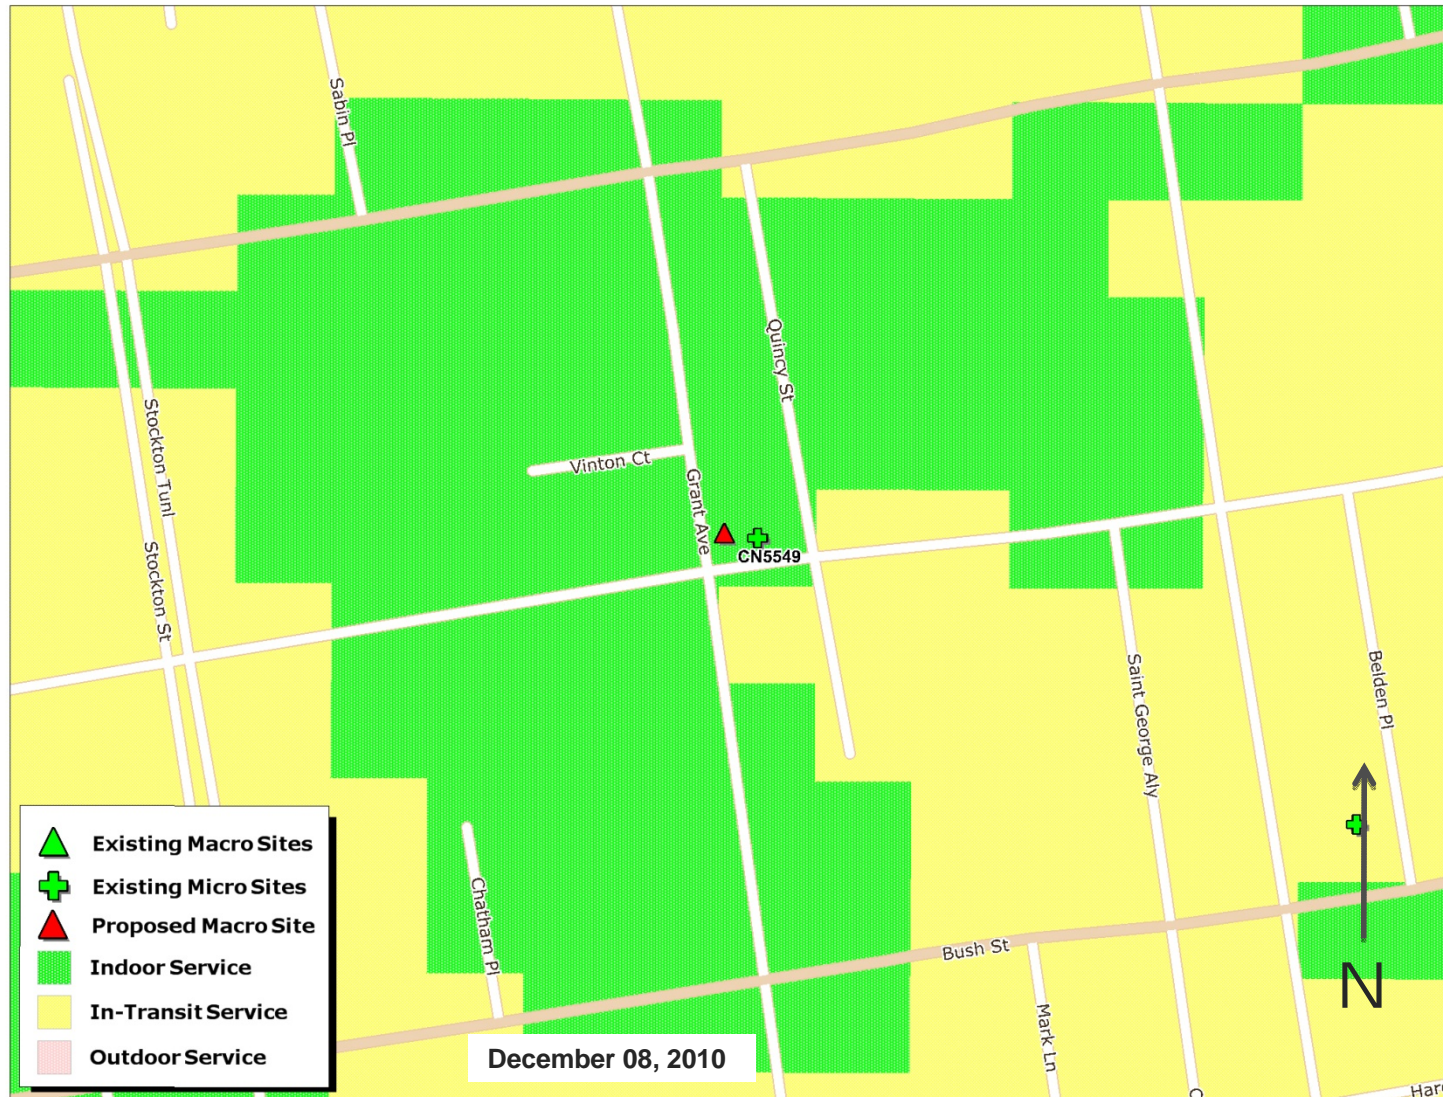 Sabin Pl
Quincy St
Stockton Tunl
Vinton Ct
Grant Ave
CN5549
Stockton St
Saint George Aly
Belden Pl
Existing Macro Sites
Existing Micro Sites
Proposed Macro Site
Indoor Service
In-Transit Service
Outdoor Service
Chatham Pl
Bush St
N
Mark Ln
December 08, 2010